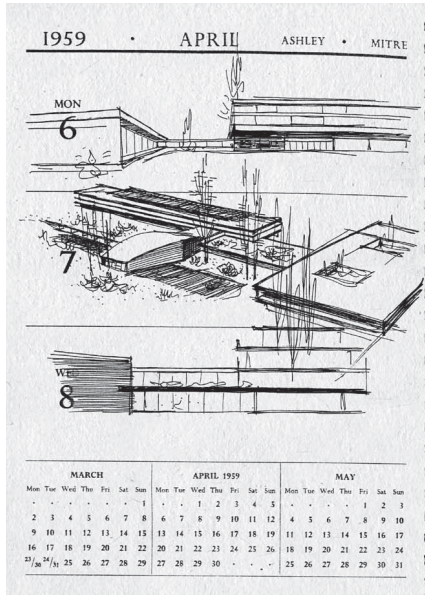 1959 · APRIL ASHLEY · MITRE
MON
6
7
WE
8
MARCH APRIL 1959 MAY
Mon Tue Wed Thu Fri Sat Sun Mon Tue Wed Thu Fri Sat Sun Mon Tue Wed Thu Fri Sat Sun
· · · · · · 1 · · 1 2 3 4 5 · · · · 1 2 3
2 3 4 5 6 7 8 6 7 8 9 10 11 12 4 5 6 7 8 9 10
9 10 11 12 13 14 15 13 14 15 16 17 18 19 11 12 13 14 15 16 17
16 17 18 19 20 21 22 20 21 22 23 24 25 26 18 19 20 21 22 23 24
23/30 24/31 25 26 27 28 29 27 28 29 30 · · · 25 26 27 28 29 30 31